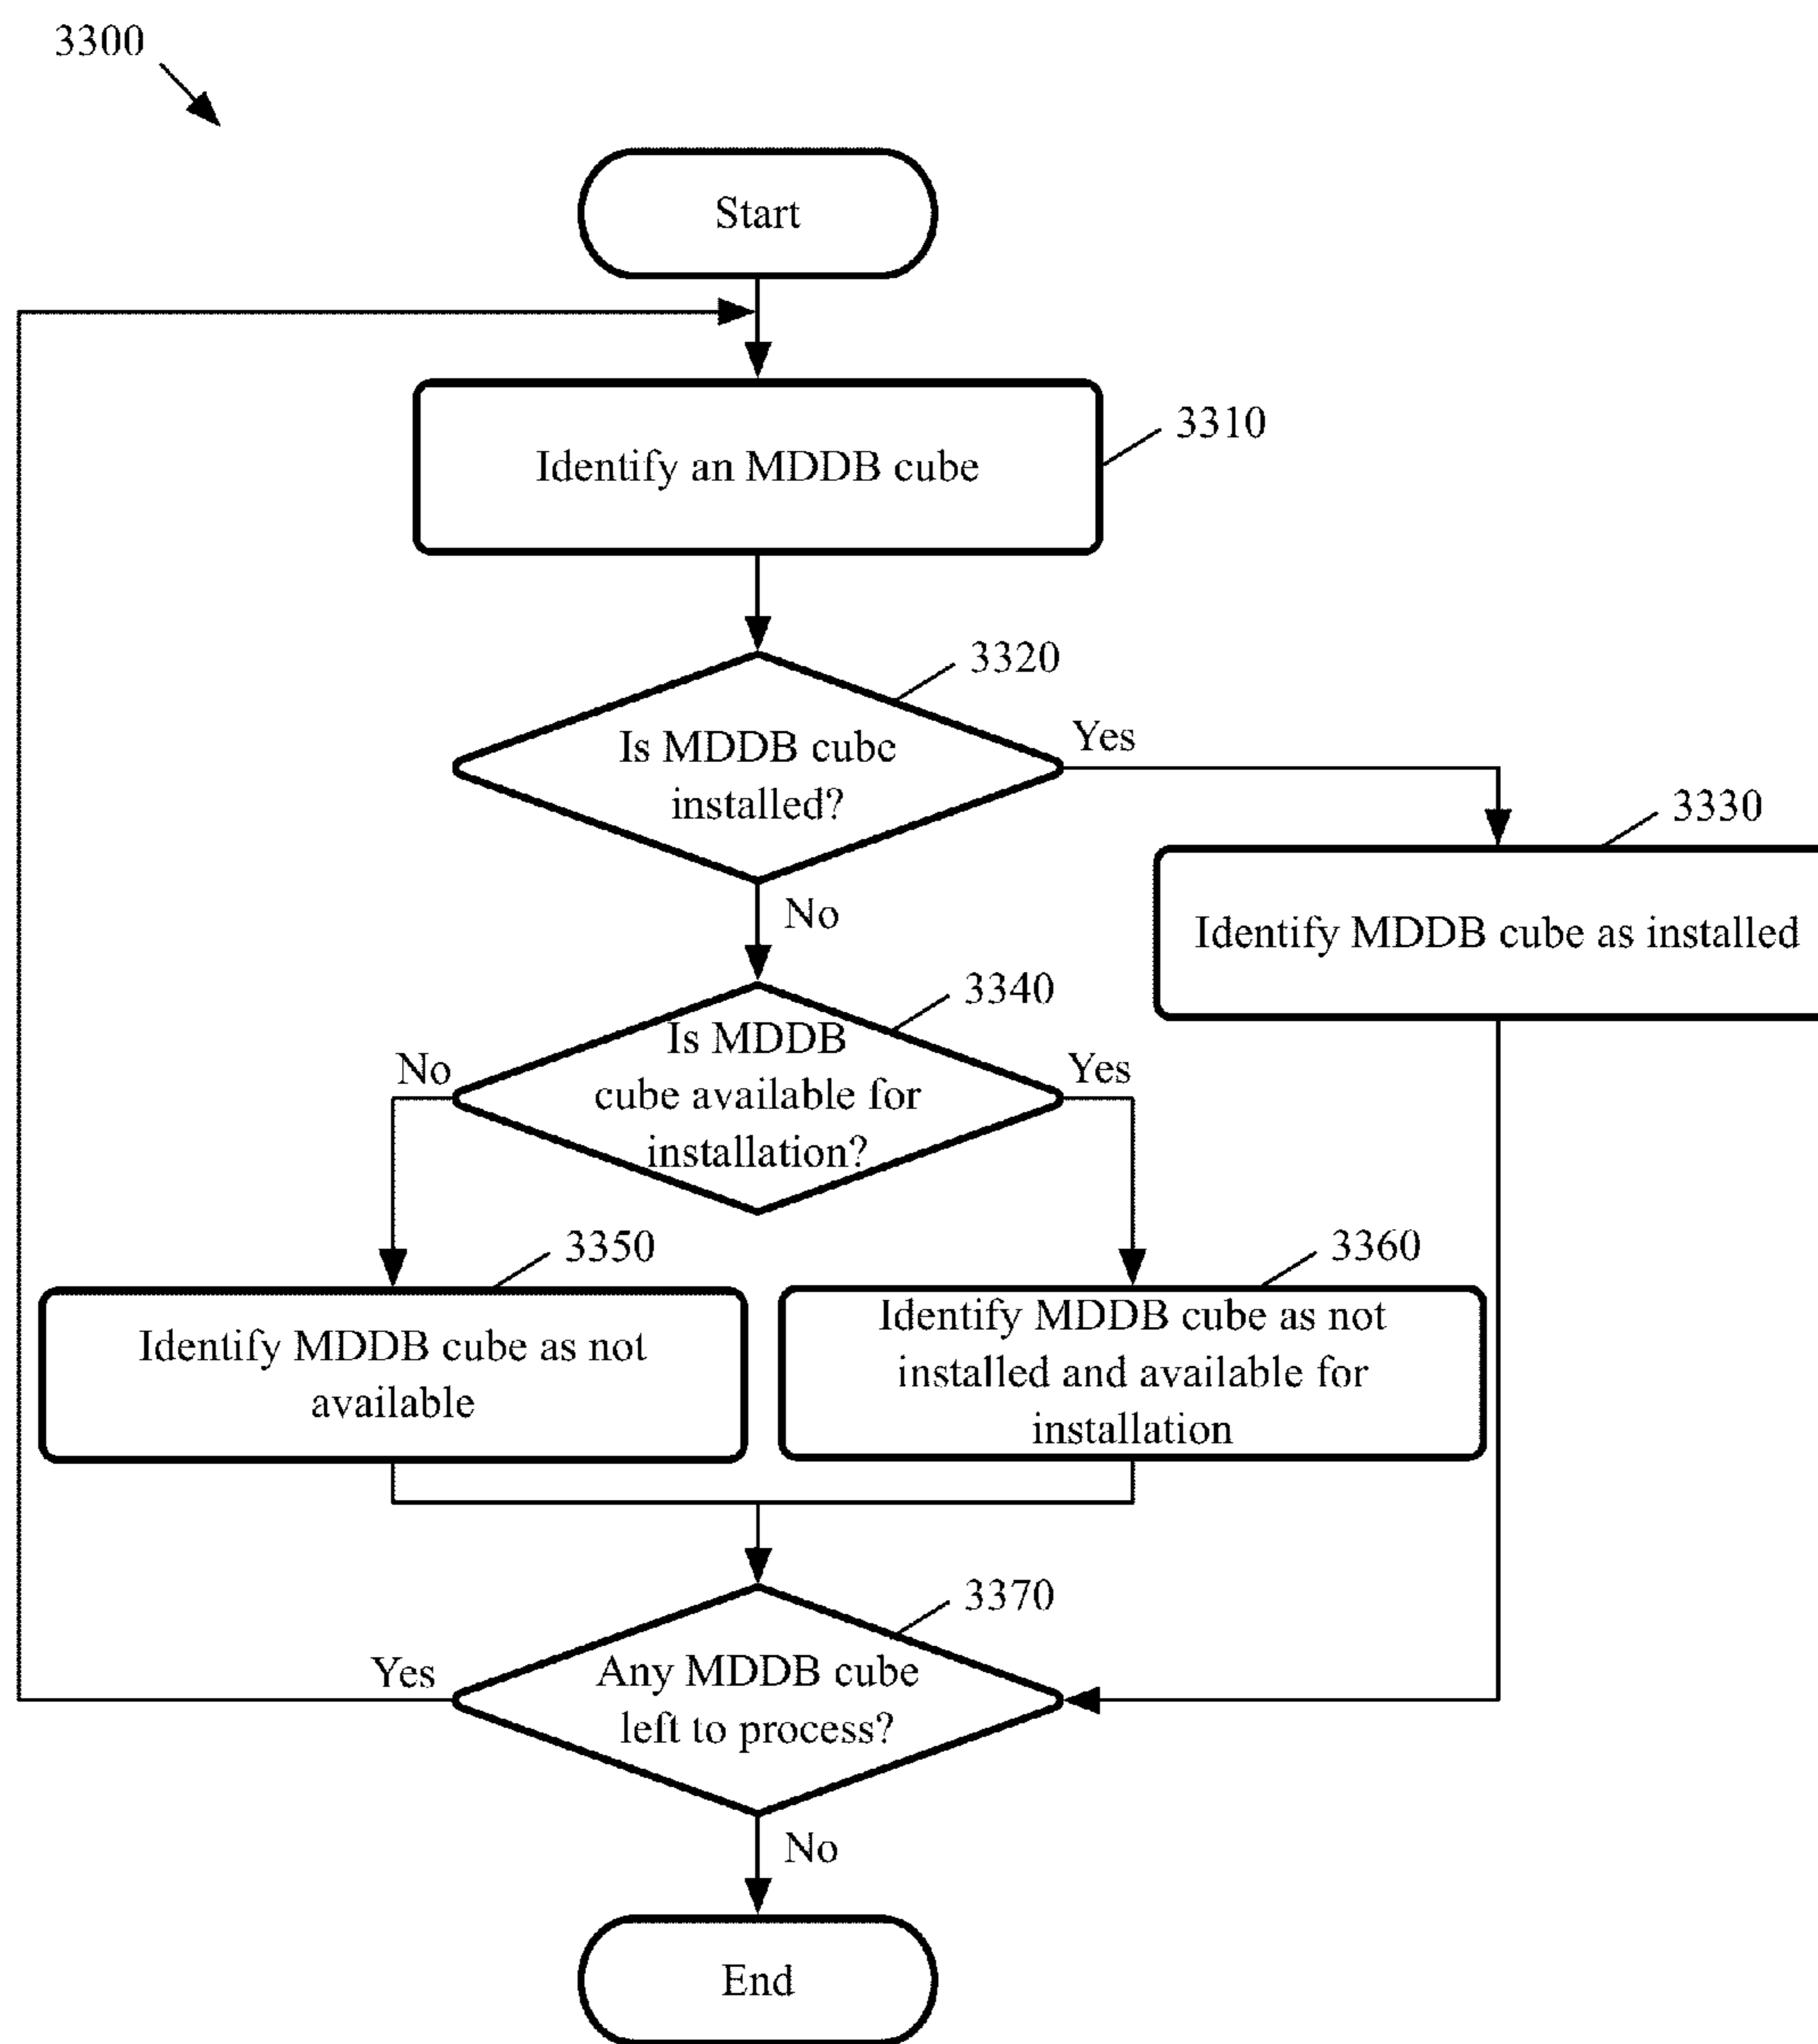 3300
Start
Identify an MDDB cube
3310
3320
Is MDDB cube
installed?
Yes
No
3330
Identify MDDB cube as installed
3340
Is MDDB
cube available for
installation?
No
Yes
3350
Identify MDDB cube as not
available
3360
Identify MDDB cube as not
installed and available for
installation
3370
Any MDDB cube
left to process?
Yes
No
End